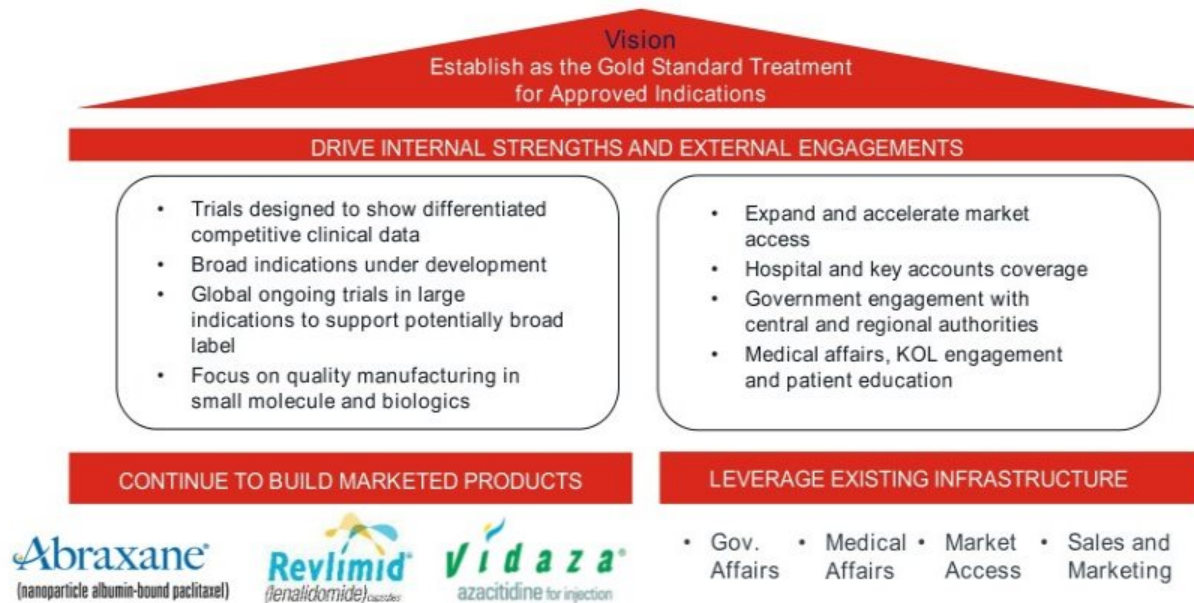 Vision
Establish as the Gold Standard Treatment
for Approved Indications
DRIVE INTERNAL STRENGTHS AND EXTERNAL ENGAGEMENTS
• Trials designed to show differentiated
competitive clinical data
• Broad indications under development
• Global ongoing trials in large
indications to support potentially broad
label
• Focus on quality manufacturing in
small molecule and biologics
• Expand and accelerate market
access
• Hospital and key accounts coverage
• Government engagement with
central and regional authorities
• Medical affairs, KOL engagement
and patient education
CONTINUE TO BUILD MARKETED PRODUCTS
Abraxane®
(nanoparticle albumin-bound paclitaxel)
Revlimid®
(lenalidomide) capsules
Vidaza®
azacitidine for injection
LEVERAGE EXISTING INFRASTRUCTURE
• Gov.
Affairs
• Medical
Affairs
• Market
Access
• Sales and
Marketing